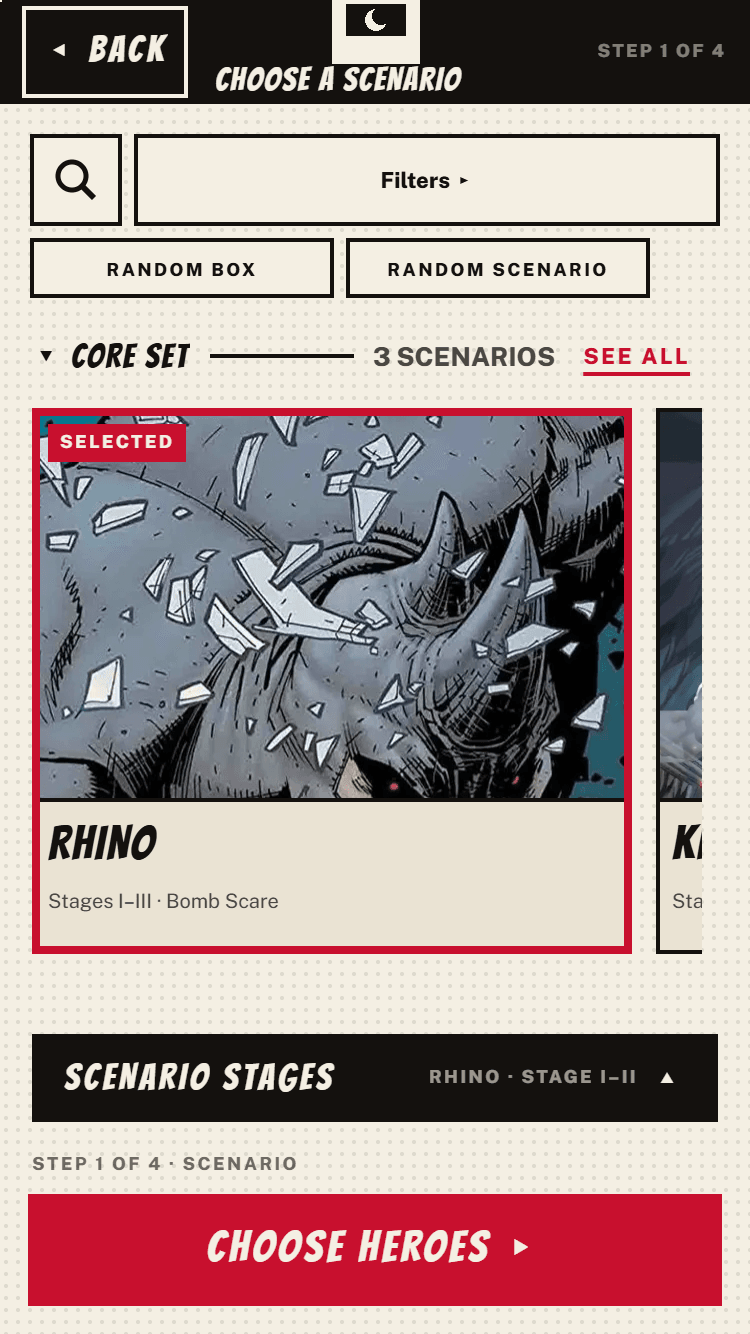 BACK
CHOOSE A SCENARIO
STEP 1 OF 4
Filters
RANDOM BOX
RANDOM SCENARIO
CORE SET
3 SCENARIOS
SEE ALL
SELECTED
RHINO
Stages I–III · Bomb Scare
SCENARIO STAGES
RHINO · STAGE I–II
STEP 1 OF 4 · SCENARIO
CHOOSE HEROES